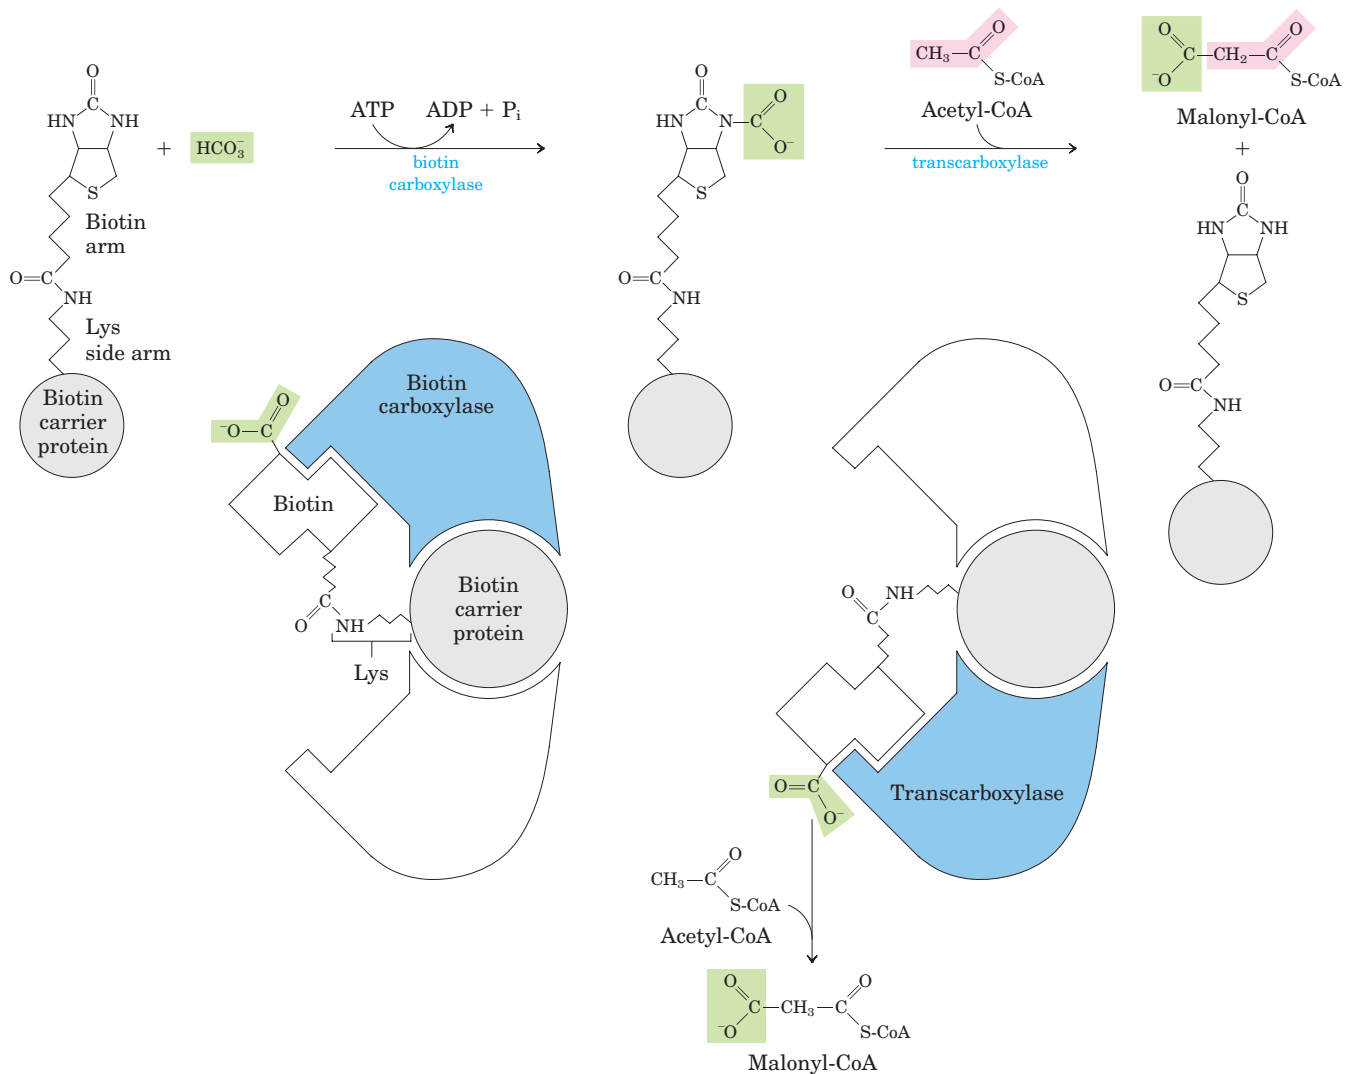 O
HN NH
S
+ HCO₃⁻
ATP ADP + Pᵢ
biotin
carboxylase
Biotin
arm
O=C
NH
Lys
side arm
Biotin
carrier
protein
O
HN N—C
O
O⁻
S
O=C
NH
CH₃—C
O
S-CoA
Acetyl-CoA
transcarboxylase
O
C—CH₂—C
⁻O
O
S-CoA
Malonyl-CoA
+
O
C
HN NH
S
O=C
NH
⁻O—C
O
Biotin
carboxylase
Biotin
C
O
NH
Lys
Biotin
carrier
protein
O
C
NH
O=C
O⁻
Transcarboxylase
CH₃—C
O
S-CoA
Acetyl-CoA
O
C—CH₃—C
⁻O
O
S-CoA
Malonyl-CoA